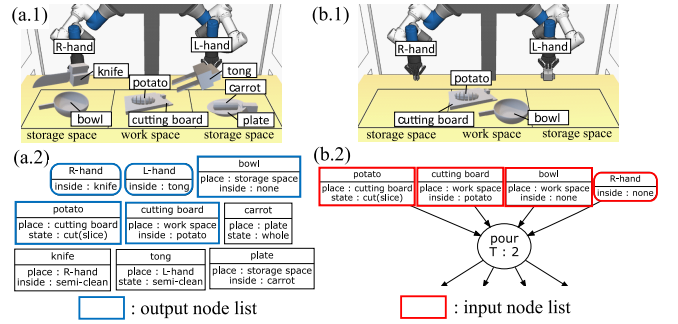 (a.1)
R-hand
L-hand
knife
potato
tong
carrot
bowl
cutting board
plate
storage space
work space
storage space
(b.1)
R-hand
L-hand
potato
cutting board
bowl
storage space
work space
storage space
(a.2)
R-hand
inside : knife
L-hand
inside : tong
bowl
place : storage space
inside : none
potato
place : cutting board
state : cut(slice)
cutting board
place : work space
inside : potato
carrot
place : plate
state : whole
knife
place : R-hand
inside : semi-clean
tong
place : L-hand
state : semi-clean
plate
place : storage space
inside : carrot
: output node list
(b.2)
potato
place : cutting board
state : cut(slice)
cutting board
place : work space
inside : potato
bowl
place : work space
inside : none
R-hand
inside : none
pour
T : 2
: input node list